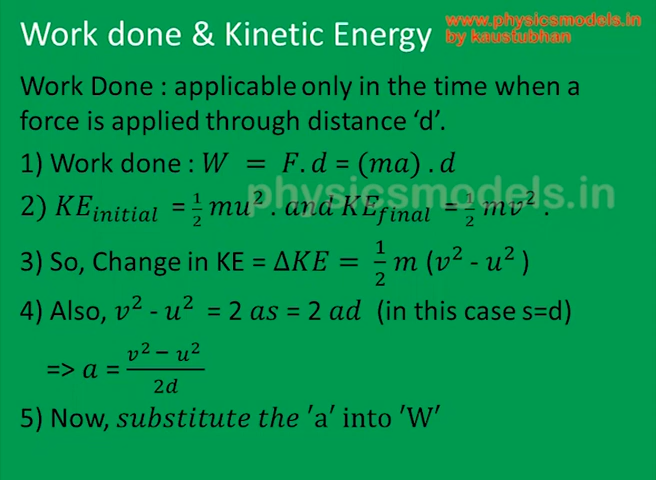 Work done & Kinetic Energy
www.physicsmodels.in
by kaustubhan
Work Done : applicable only in the time when a
force is applied through distance ‘d’.
1) Work done : W = F. d = (ma) . d
physicsmodels.in
2) KE_initial = ½ mu² . and KE_final = ½ mv² .
3) So, Change in KE = ΔKE = ½ m (v² - u² )
4) Also, v² - u² = 2 as = 2 ad (in this case s=d)
=> a = (v² − u²)/2d
5) Now, substitute the ′a′ into ′W′